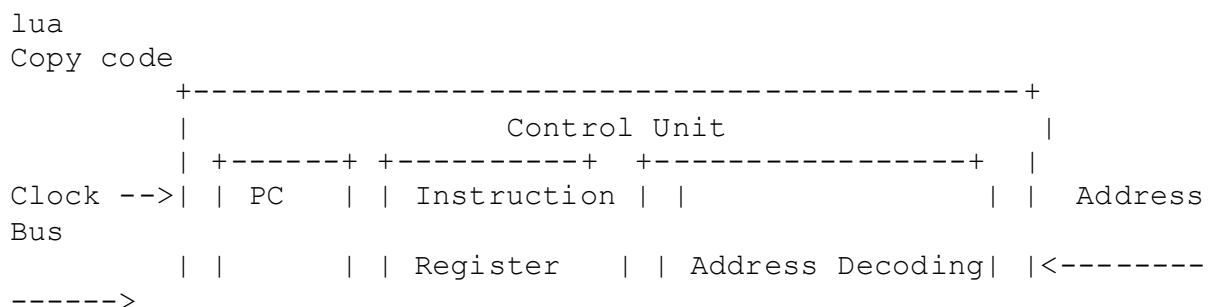 lua
Copy code
+---------------------------------------------+
| Control Unit |
| +------+ +----------+ +-----------------+ |
Clock -->| | PC | | Instruction | | | | Address
Bus
| | | | Register | | Address Decoding| |<--------
------>